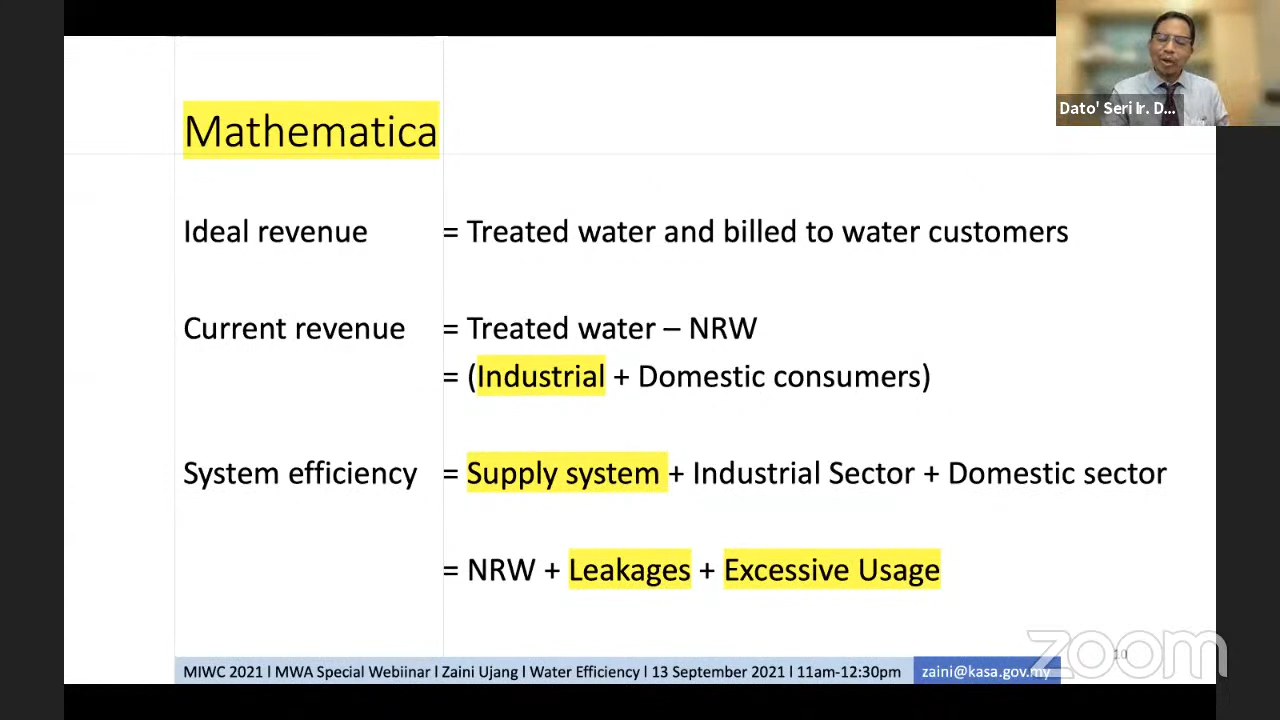 Dato' Seri Ir. D...
Mathematica
Ideal revenue = Treated water and billed to water customers
Current revenue = Treated water – NRW
= (Industrial + Domestic consumers)
System efficiency = Supply system + Industrial Sector + Domestic sector
= NRW + Leakages + Excessive Usage
zoom
10
MIWC 2021 l MWA Special Webiinar l Zaini Ujang l Water Efficiency l 13 September 2021 l 11am-12:30pm zaini@kasa.gov.my